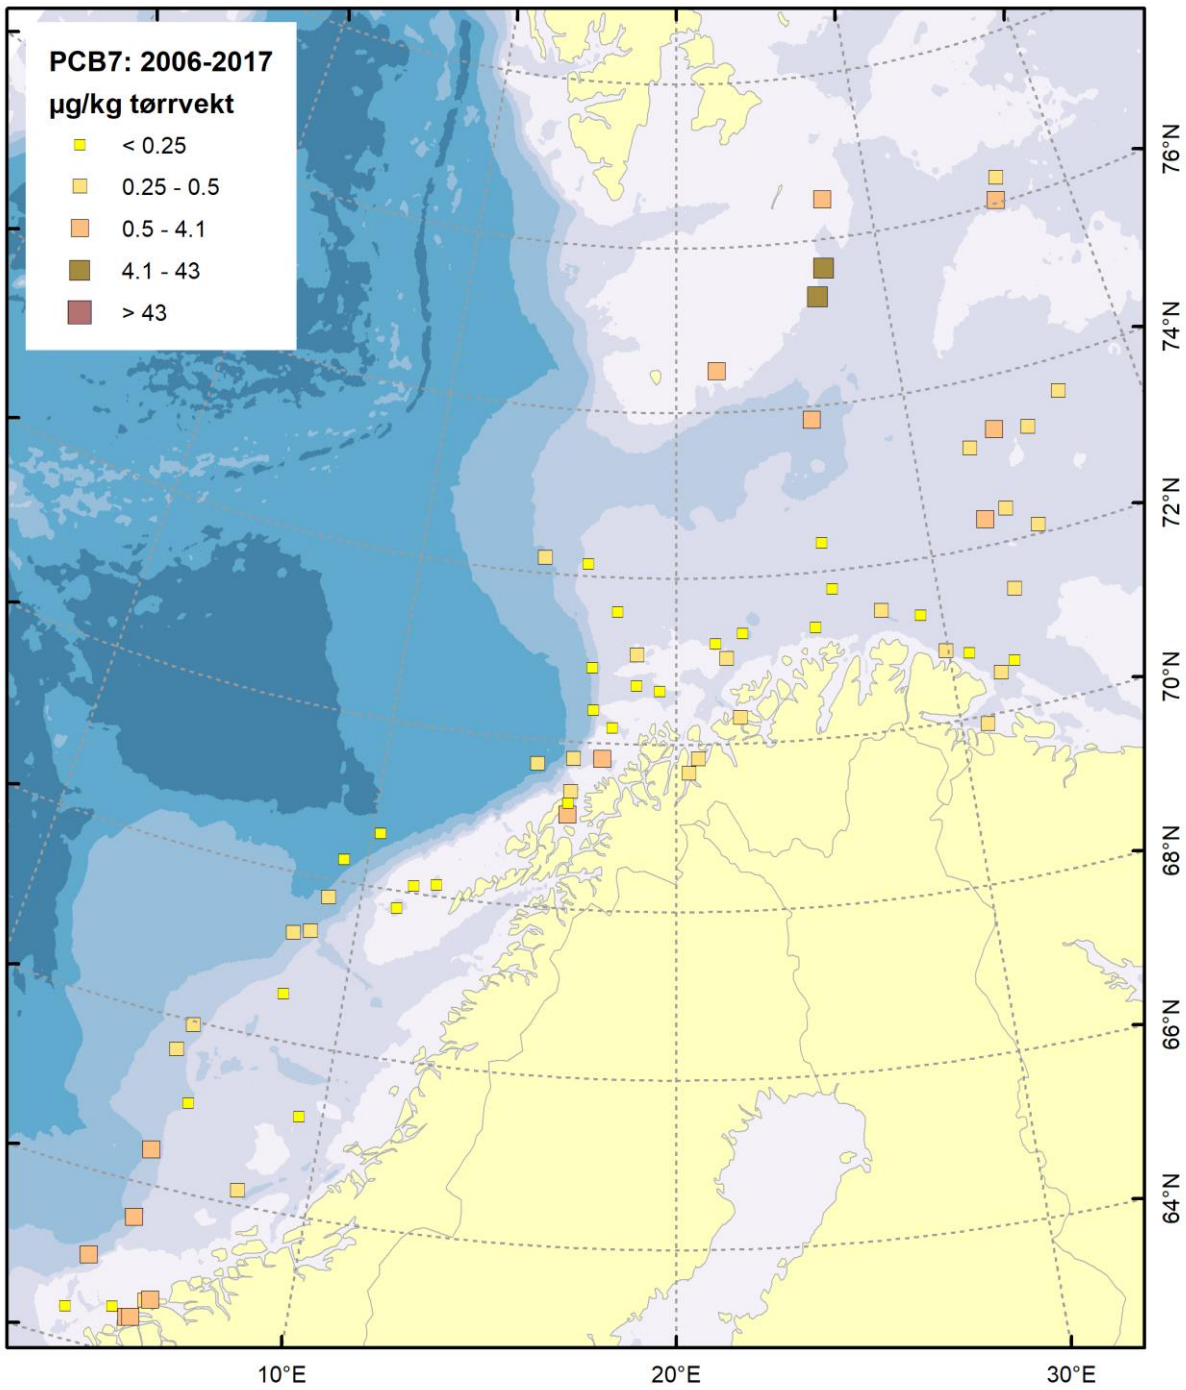 PCB7: 2006-2017
µg/kg tørrvekt
< 0.25
0.25 - 0.5
0.5 - 4.1
4.1 - 43
> 43
76°N
74°N
72°N
70°N
68°N
66°N
64°N
10°E
20°E
30°E